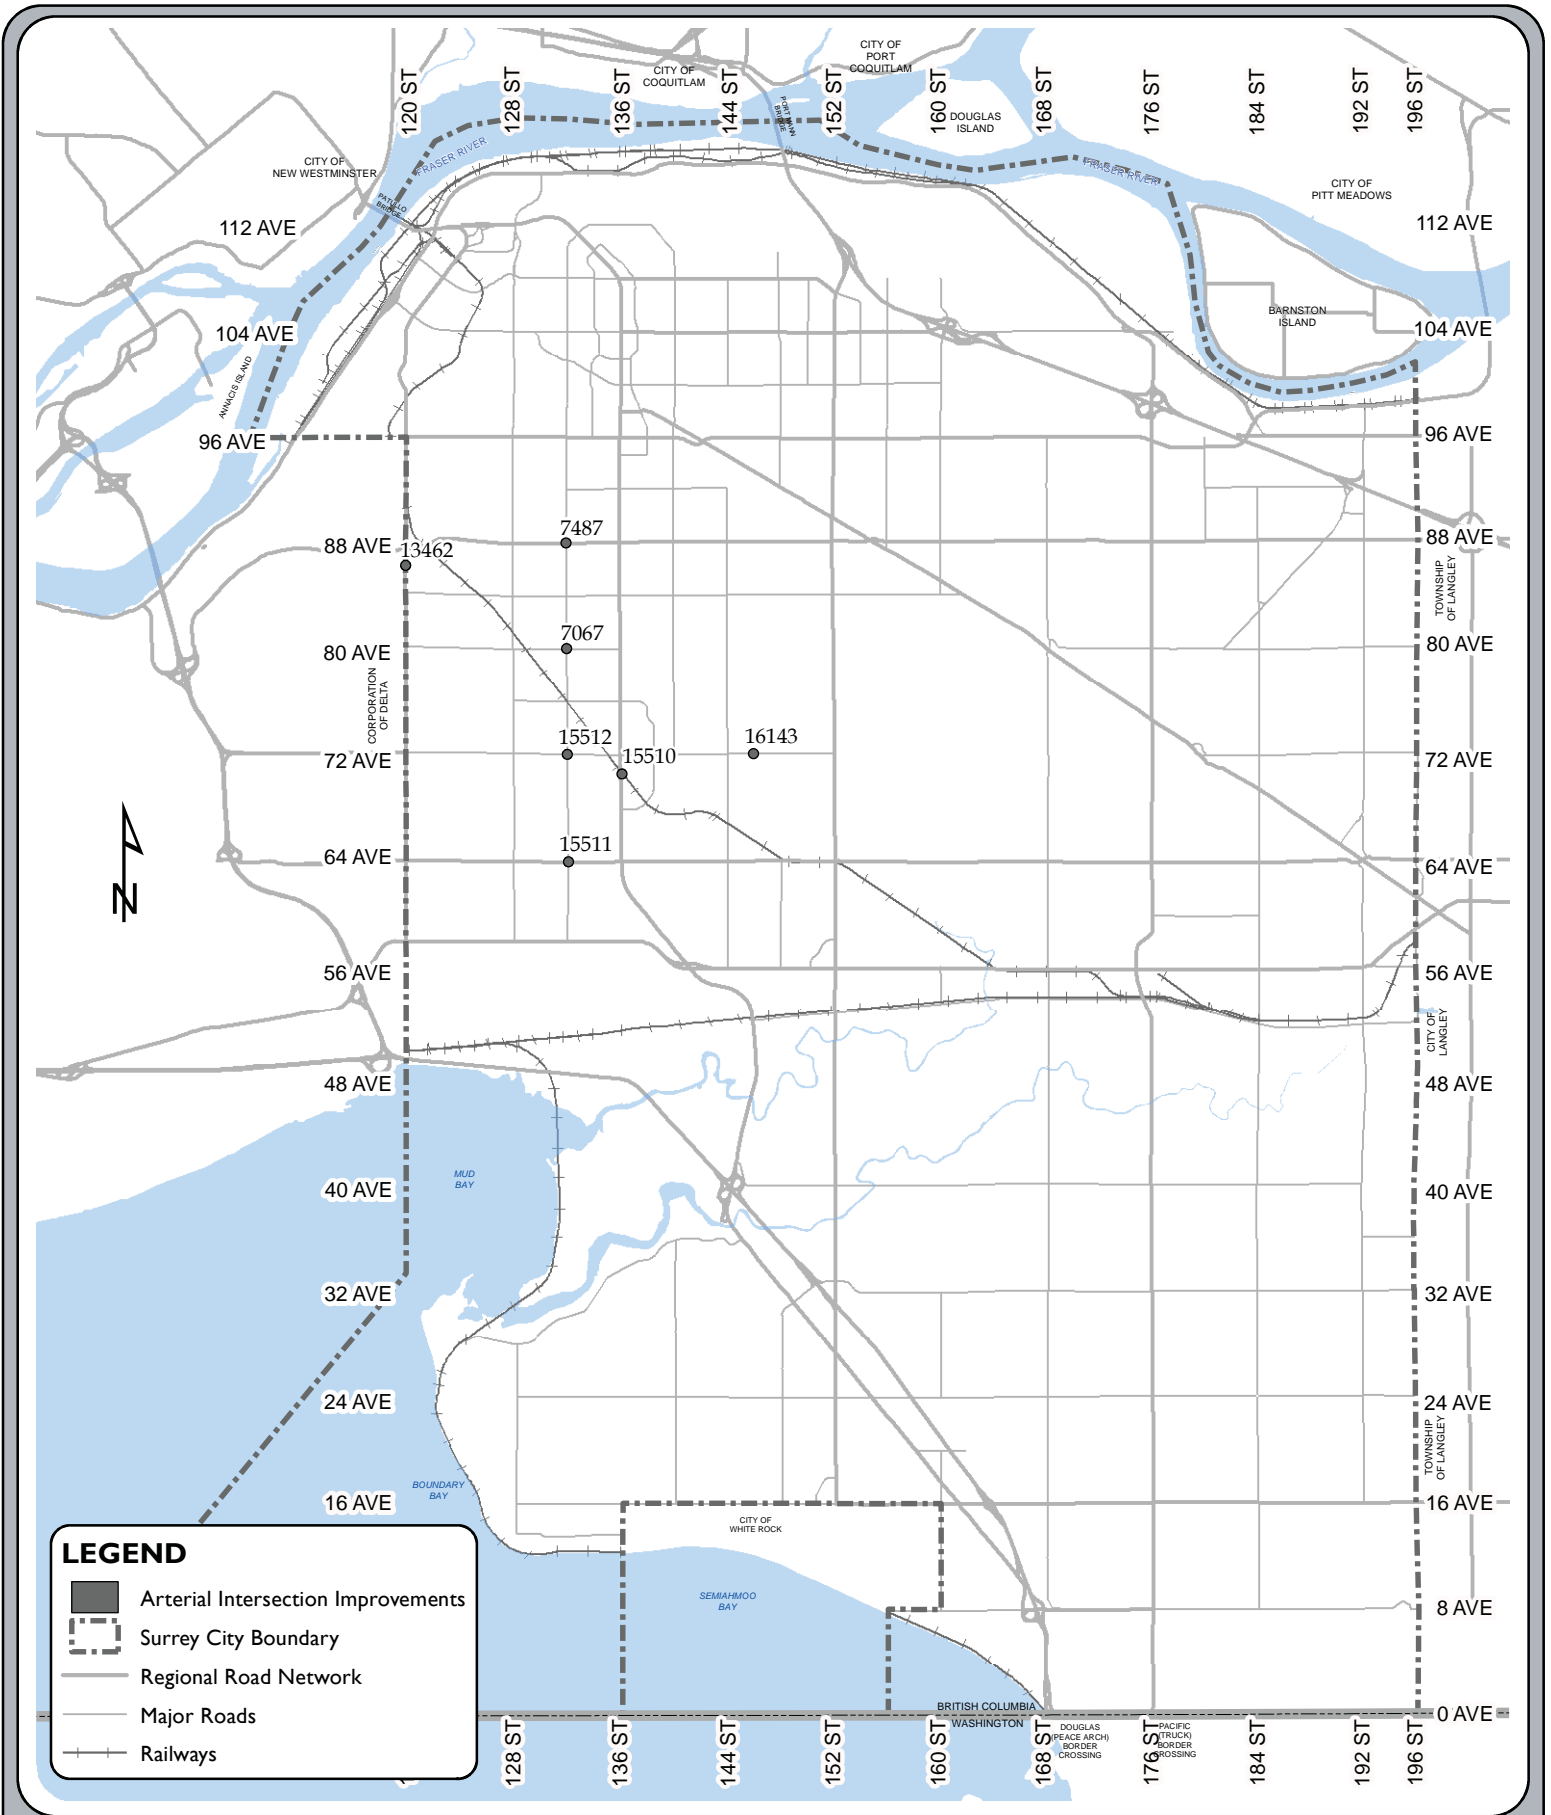 120 ST
128 ST
136 ST
144 ST
152 ST
160 ST
168 ST
176 ST
184 ST
192 ST
196 ST
CITY OF
COQUITLAM
CITY OF
PORT
COQUITLAM
PORT MANN
BRIDGE
DOUGLAS
ISLAND
CITY OF
NEW WESTMINSTER
FRASER RIVER
FRASER RIVER
CITY OF
PITT MEADOWS
PATULLO
BRIDGE
112 AVE
112 AVE
BARNSTON
ISLAND
104 AVE
104 AVE
ANNACIS ISLAND
96 AVE
96 AVE
7487
88 AVE
13462
88 AVE
TOWNSHIP
OF LANGLEY
7067
80 AVE
80 AVE
CORPORATION
OF DELTA
15512
16143
15510
72 AVE
72 AVE
15511
64 AVE
64 AVE
N
56 AVE
56 AVE
CITY OF
LANGLEY
48 AVE
48 AVE
MUD
BAY
40 AVE
40 AVE
32 AVE
32 AVE
24 AVE
24 AVE
TOWNSHIP
OF LANGLEY
BOUNDARY
BAY
16 AVE
16 AVE
CITY OF
WHITE ROCK
SEMIAHMOO
BAY
8 AVE
LEGEND
Arterial Intersection Improvements
Surrey City Boundary
Regional Road Network
Major Roads
Railways
BRITISH COLUMBIA
WASHINGTON
0 AVE
128 ST
136 ST
144 ST
152 ST
160 ST
168 ST
DOUGLAS
(PEACE ARCH)
BORDER
CROSSING
176 ST
PACIFIC
(TRUCK)
BORDER
CROSSING
184 ST
192 ST
196 ST